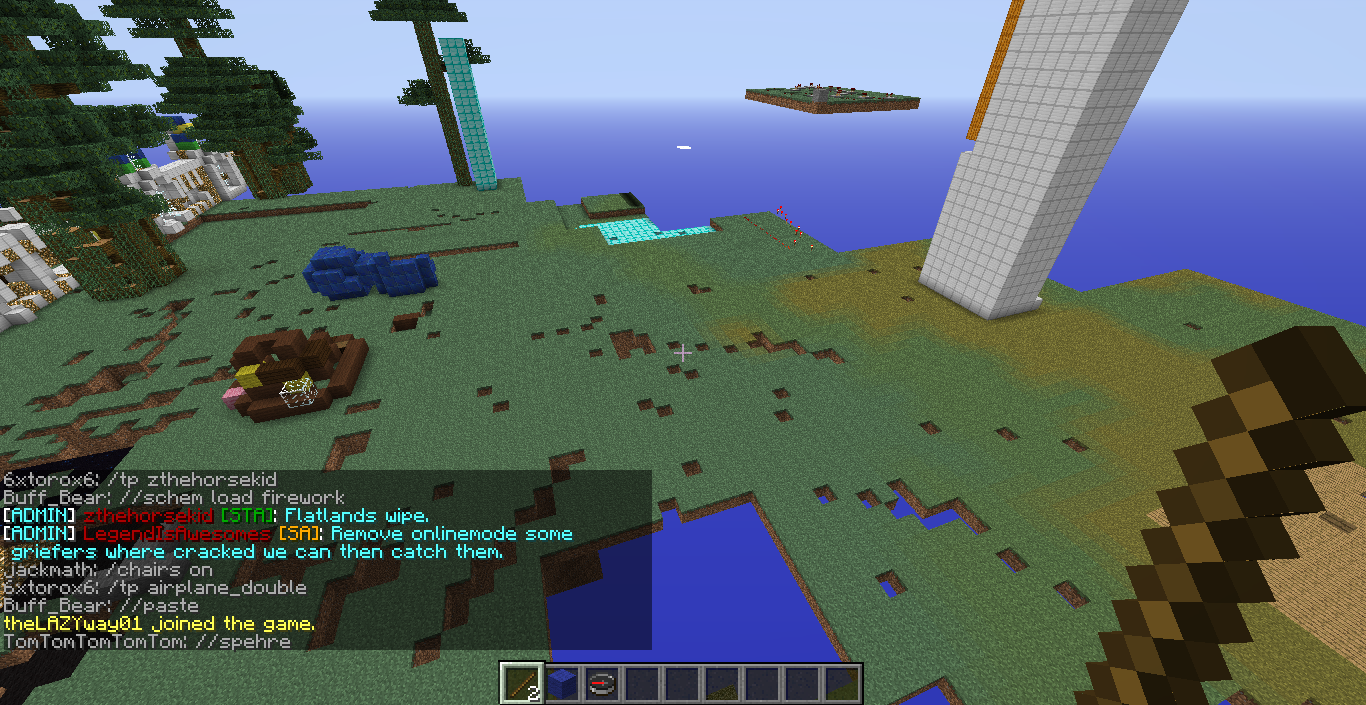 6xtorox6: /tp zthehorsekid
Buff_Bear: //schem load firework
[ADMIN] zthehorsekid [STA]: Flatlands wipe.
[ADMIN] LegendIsAwesomes [SA]: Remove onlinemode some
griefers where cracked we can then catch them.
Jackmath: /chairs on
6xtorox6: /tp airplane_double
Buff_Bear: //paste
theLAZYway01 joined the game.
TomTomTomTomTom: //spehre
2